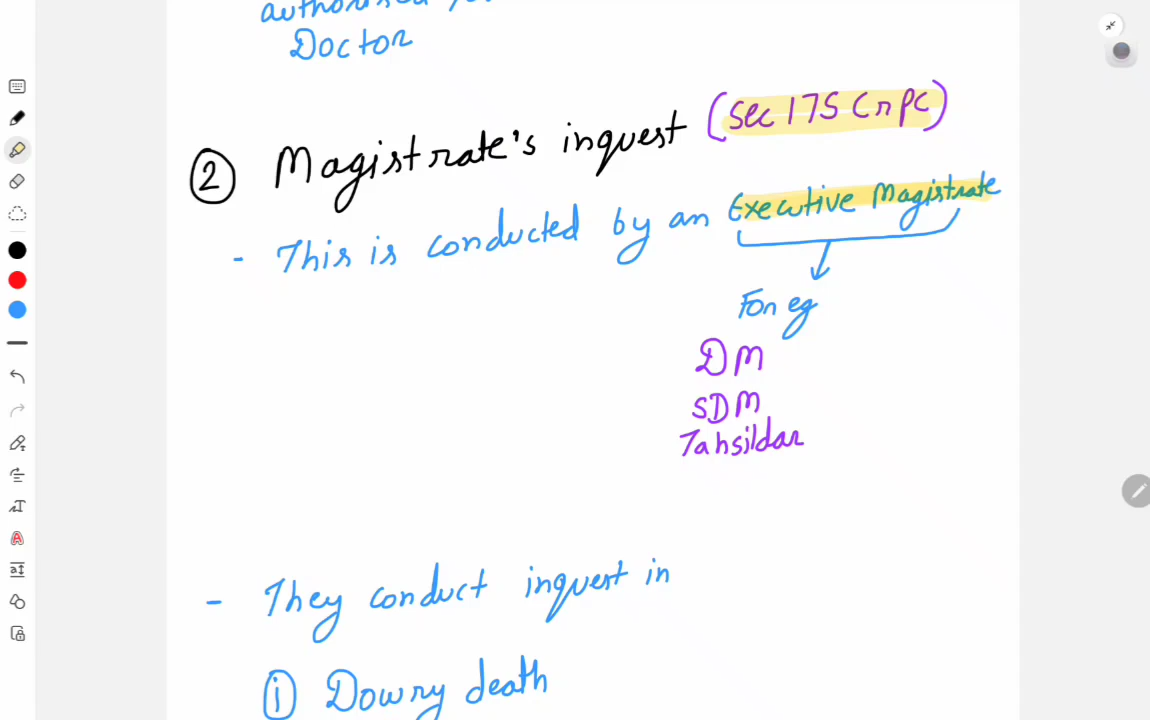 Doctor
② Magistrate's inquest (Sec 175 CrPC)
- This is conducted by an Executive Magistrate
For eg
DM
SDM
Tahsildar
- They conduct inquest in
ⓘ Dowry death